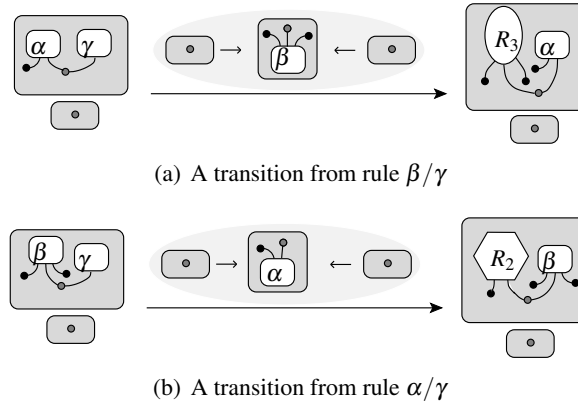 α γ β R₃ α
(a) A transition from rule β/γ
β γ α R₂ β
(b) A transition from rule α/γ